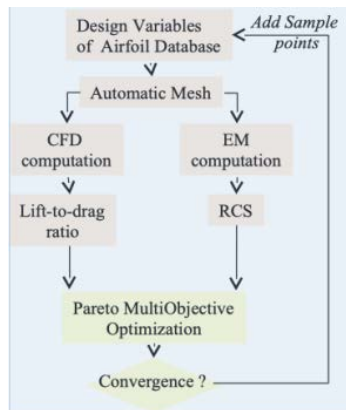 Design Variables
of Airfoil Database
Add Sample
points
Automatic Mesh
CFD
computation
EM
computation
Lift-to-drag
ratio
RCS
Pareto MultiObjective
Optimization
Convergence ?